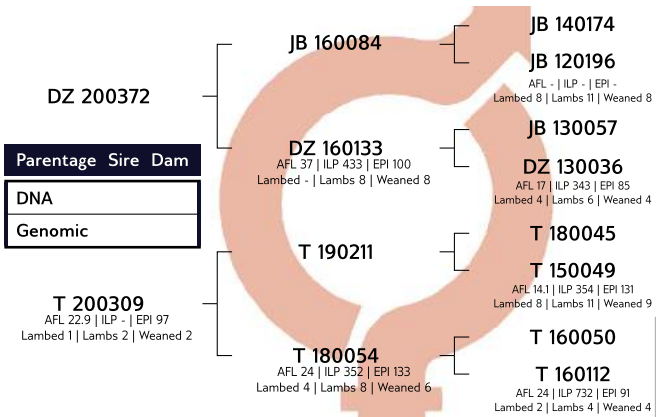 JB 140174
JB 160084
JB 120196
AFL - | ILP - | EPI -
Lambed 8 | Lambs 11 | Weaned 8
DZ 200372
JB 130057
DZ 160133
AFL 37 | ILP 433 | EPI 100
Lambed - | Lambs 8 | Weaned 8
DZ 130036
AFL 17 | ILP 343 | EPI 85
Lambed 4 | Lambs 6 | Weaned 4
Parentage Sire Dam
DNA
Genomic
T 180045
T 190211
T 150049
AFL 14.1 | ILP 354 | EPI 131
Lambed 8 | Lambs 11 | Weaned 9
T 200309
AFL 22.9 | ILP - | EPI 97
Lambed 1 | Lambs 2 | Weaned 2
T 160050
T 180054
AFL 24 | ILP 352 | EPI 133
Lambed 4 | Lambs 8 | Weaned 6
T 160112
AFL 24 | ILP 732 | EPI 91
Lambed 2 | Lambs 4 | Weaned 4